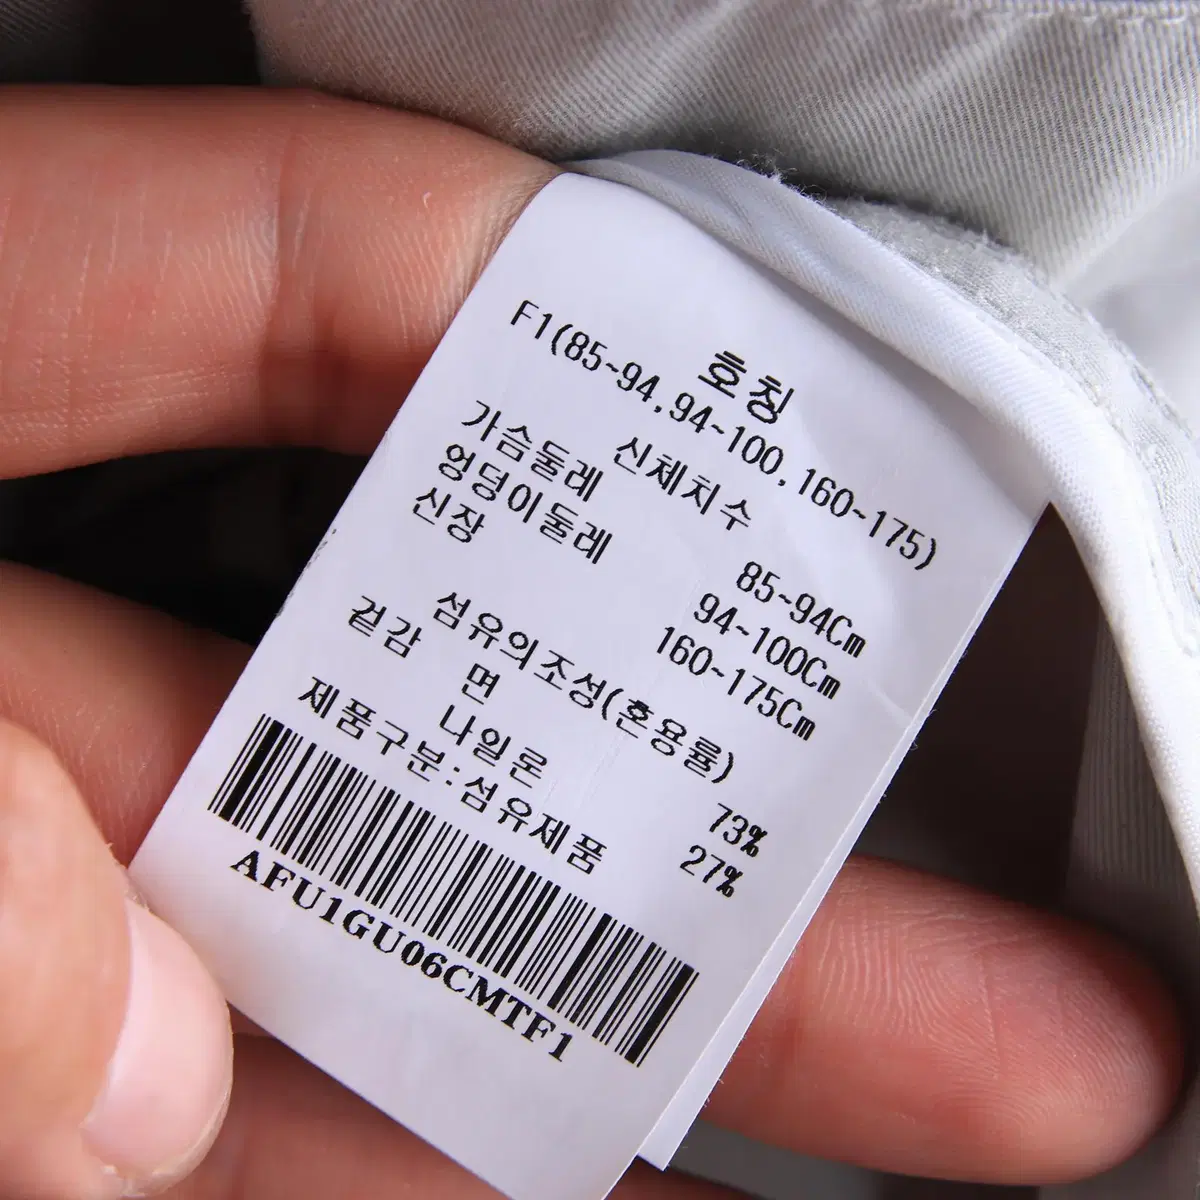 호칭
F1(85~94,94~100,160~175)
신체치수
가슴둘레 85~94Cm
엉덩이둘레 94~100Cm
신장 160~175Cm
섬유의조성(혼용률)
겉감 면 73%
나일론 27%
제품구분:섬유제품
AFU1GU06CMTF1